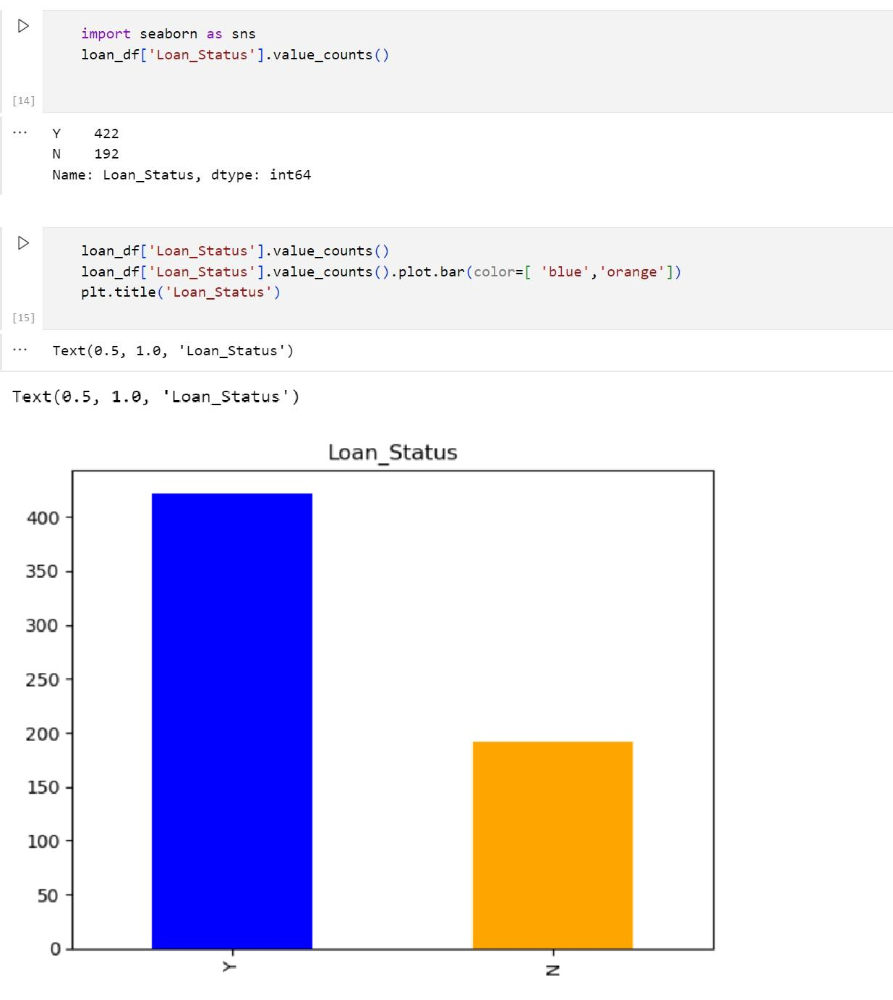 import seaborn as sns
loan_df['Loan_Status'].value_counts()
[14]
... Y    422
N    192
Name: Loan_Status, dtype: int64
loan_df['Loan_Status'].value_counts()
loan_df['Loan_Status'].value_counts().plot.bar(color=[ 'blue','orange'])
plt.title('Loan_Status')
[15]
... Text(0.5, 1.0, 'Loan_Status')
Text(0.5, 1.0, 'Loan_Status')
Loan_Status
400
350
300
250
200
150
100
50
0
Y N